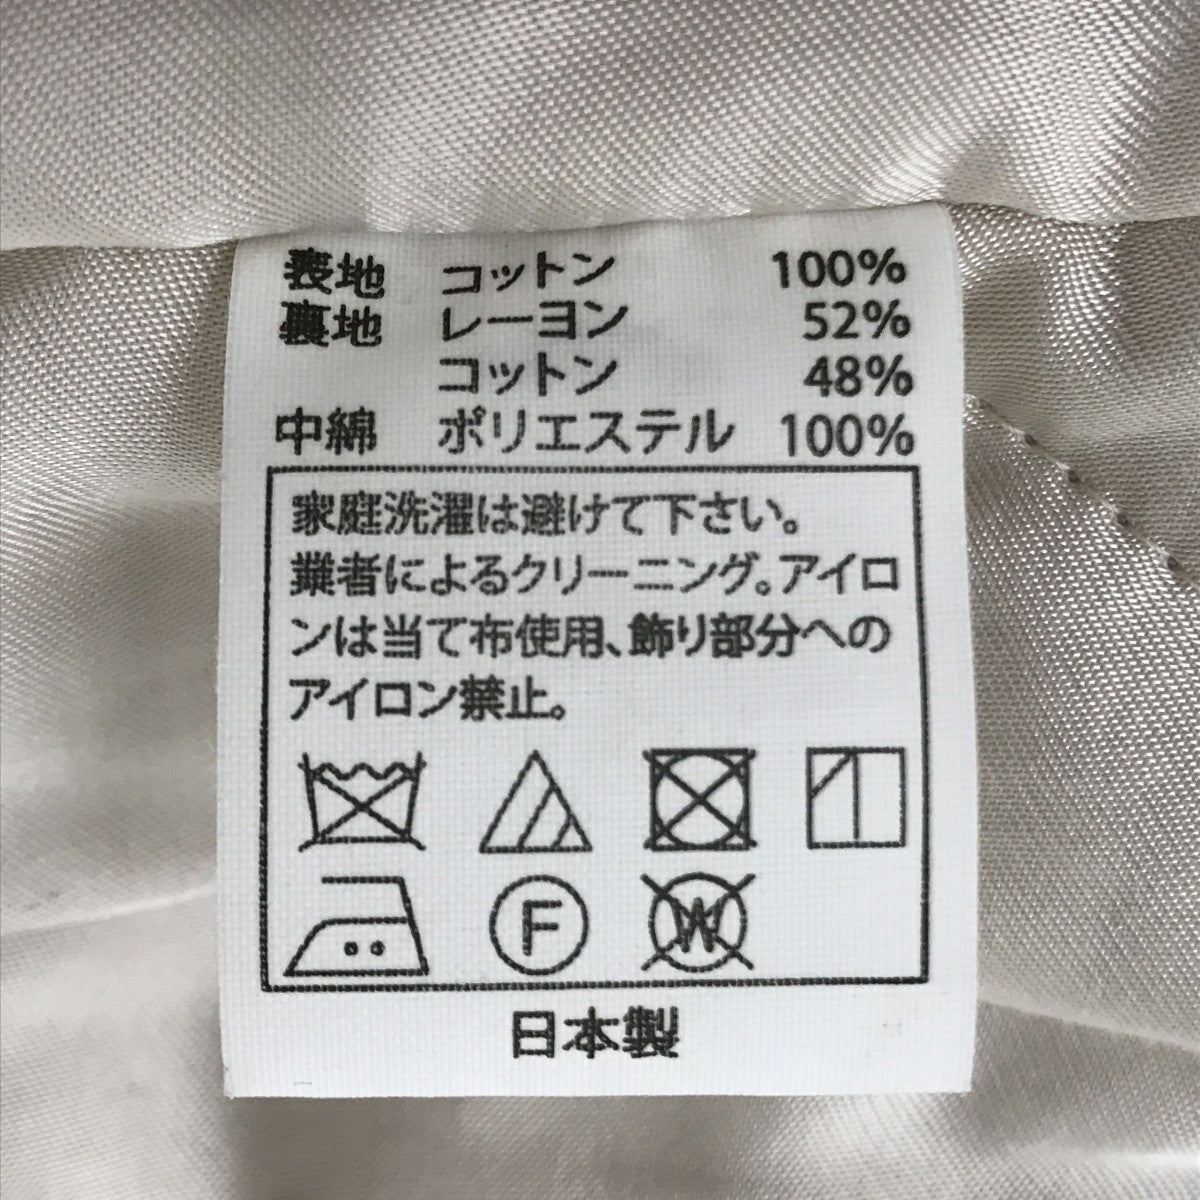 表地 コットン 100%
裏地 レーヨン 52%
コットン 48%
中綿 ポリエステル 100%
家庭洗濯は避けて下さい。
業者によるクリーニング。アイロ
ンは当て布使用、飾り部分への
アイロン禁止。
F W
日本製